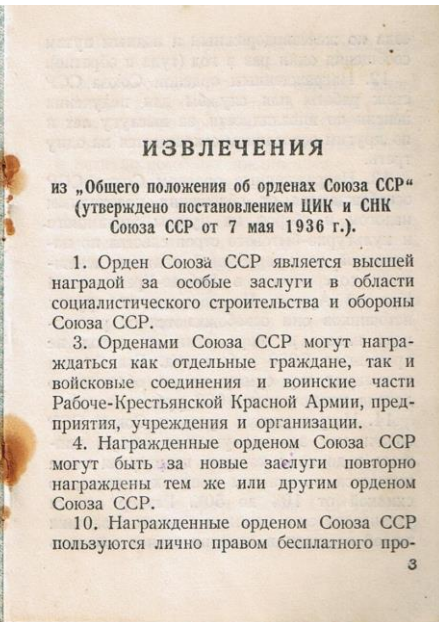 ИЗВЛЕЧЕНИЯ
из „Общего положения об орденах Союза ССР“
(утверждено постановлением ЦИК и СНК
Союза ССР от 7 мая 1936 г.).
1. Орден Союза ССР является высшей
наградой за особые заслуги в области
социалистического строительства и обороны
Союза ССР.
3. Орденами Союза ССР могут награ-
ждаться как отдельные граждане, так и
войсковые соединения и воинские части
Рабоче-Крестьянской Красной Армии, пред-
приятия, учреждения и организации.
4. Награжденные орденом Союза ССР
могут быть за новые заслуги повторно
награждены тем же или другим орденом
Союза ССР.
10. Награжденные орденом Союза ССР
пользуются лично правом бесплатного про-
3